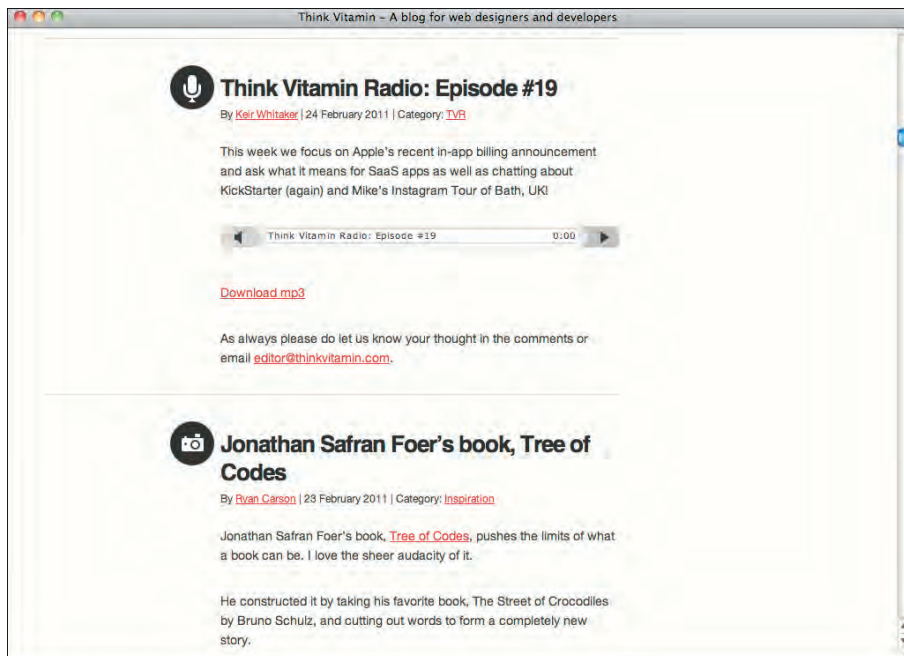 Think Vitamin – A blog for web designers and developers
Think Vitamin Radio: Episode #19
By Keir Whitaker | 24 February 2011 | Category: TVR
This week we focus on Apple's recent in-app billing announcement
and ask what it means for SaaS apps as well as chatting about
KickStarter (again) and Mike's Instagram Tour of Bath, UK!
Think Vitamin Radio: Episode #19 0:00
Download mp3
As always please do let us know your thought in the comments or
email editor@thinkvitamin.com.
Jonathan Safran Foer's book, Tree of
Codes
By Ryan Carson | 23 February 2011 | Category: Inspiration
Jonathan Safran Foer's book, Tree of Codes, pushes the limits of what
a book can be. I love the sheer audacity of it.
He constructed it by taking his favorite book, The Street of Crocodiles
by Bruno Schulz, and cutting out words to form a completely new
story.